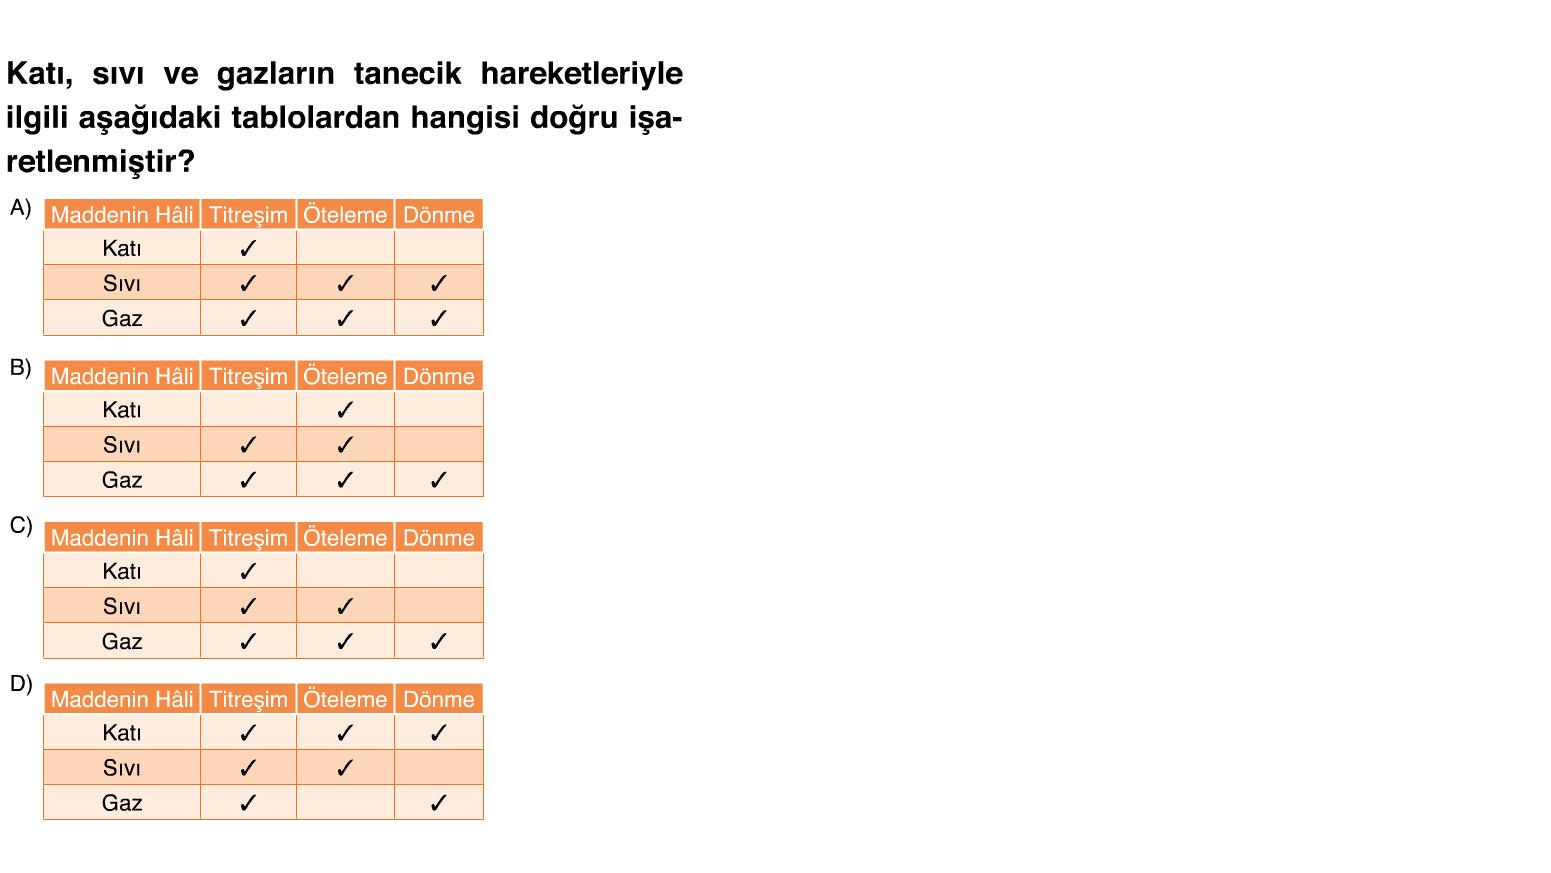 Katı, sıvı ve gazların tanecik hareketleriyle
ilgili aşağıdaki tablolardan hangisi doğru işa-
retlenmiştir?
A)
Maddenin Hâli Titreşim Öteleme Dönme
Katı ✓
Sıvı ✓ ✓ ✓
Gaz ✓ ✓ ✓
B)
Maddenin Hâli Titreşim Öteleme Dönme
Katı ✓
Sıvı ✓ ✓
Gaz ✓ ✓ ✓
C)
Maddenin Hâli Titreşim Öteleme Dönme
Katı ✓
Sıvı ✓ ✓
Gaz ✓ ✓ ✓
D)
Maddenin Hâli Titreşim Öteleme Dönme
Katı ✓ ✓ ✓
Sıvı ✓ ✓
Gaz ✓ ✓